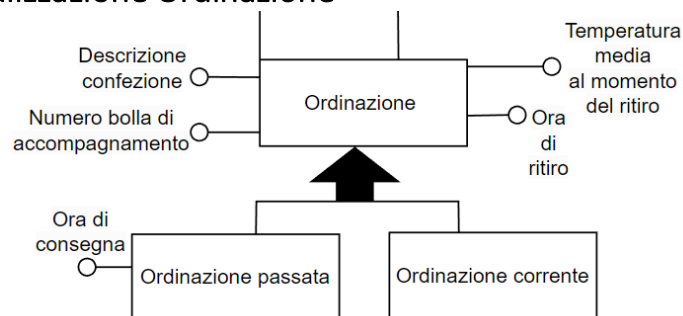 Descrizione
confezione
Numero bolla di
accompagnamento
Ordinazione
Temperatura
media
al momento
del ritiro
Ora
di
ritiro
Ora di
consegna
Ordinazione passata
Ordinazione corrente